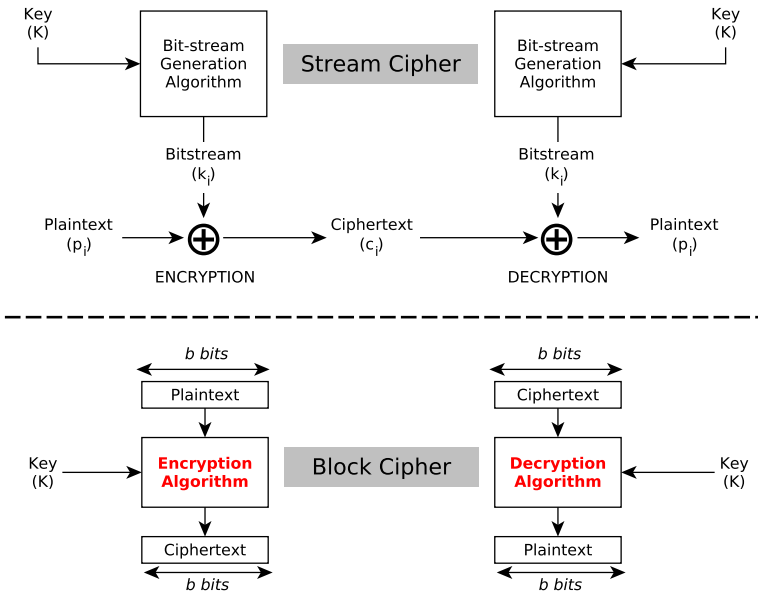 Key
(K)
Bit-stream
Generation
Algorithm
Stream Cipher
Bit-stream
Generation
Algorithm
Key
(K)
Bitstream
(ki)
Bitstream
(ki)
Plaintext
(pi)
Ciphertext
(ci)
Plaintext
(pi)
ENCRYPTION
DECRYPTION
b bits
b bits
Plaintext
Ciphertext
Key
(K)
Encryption
Algorithm
Block Cipher
Decryption
Algorithm
Key
(K)
Ciphertext
Plaintext
b bits
b bits